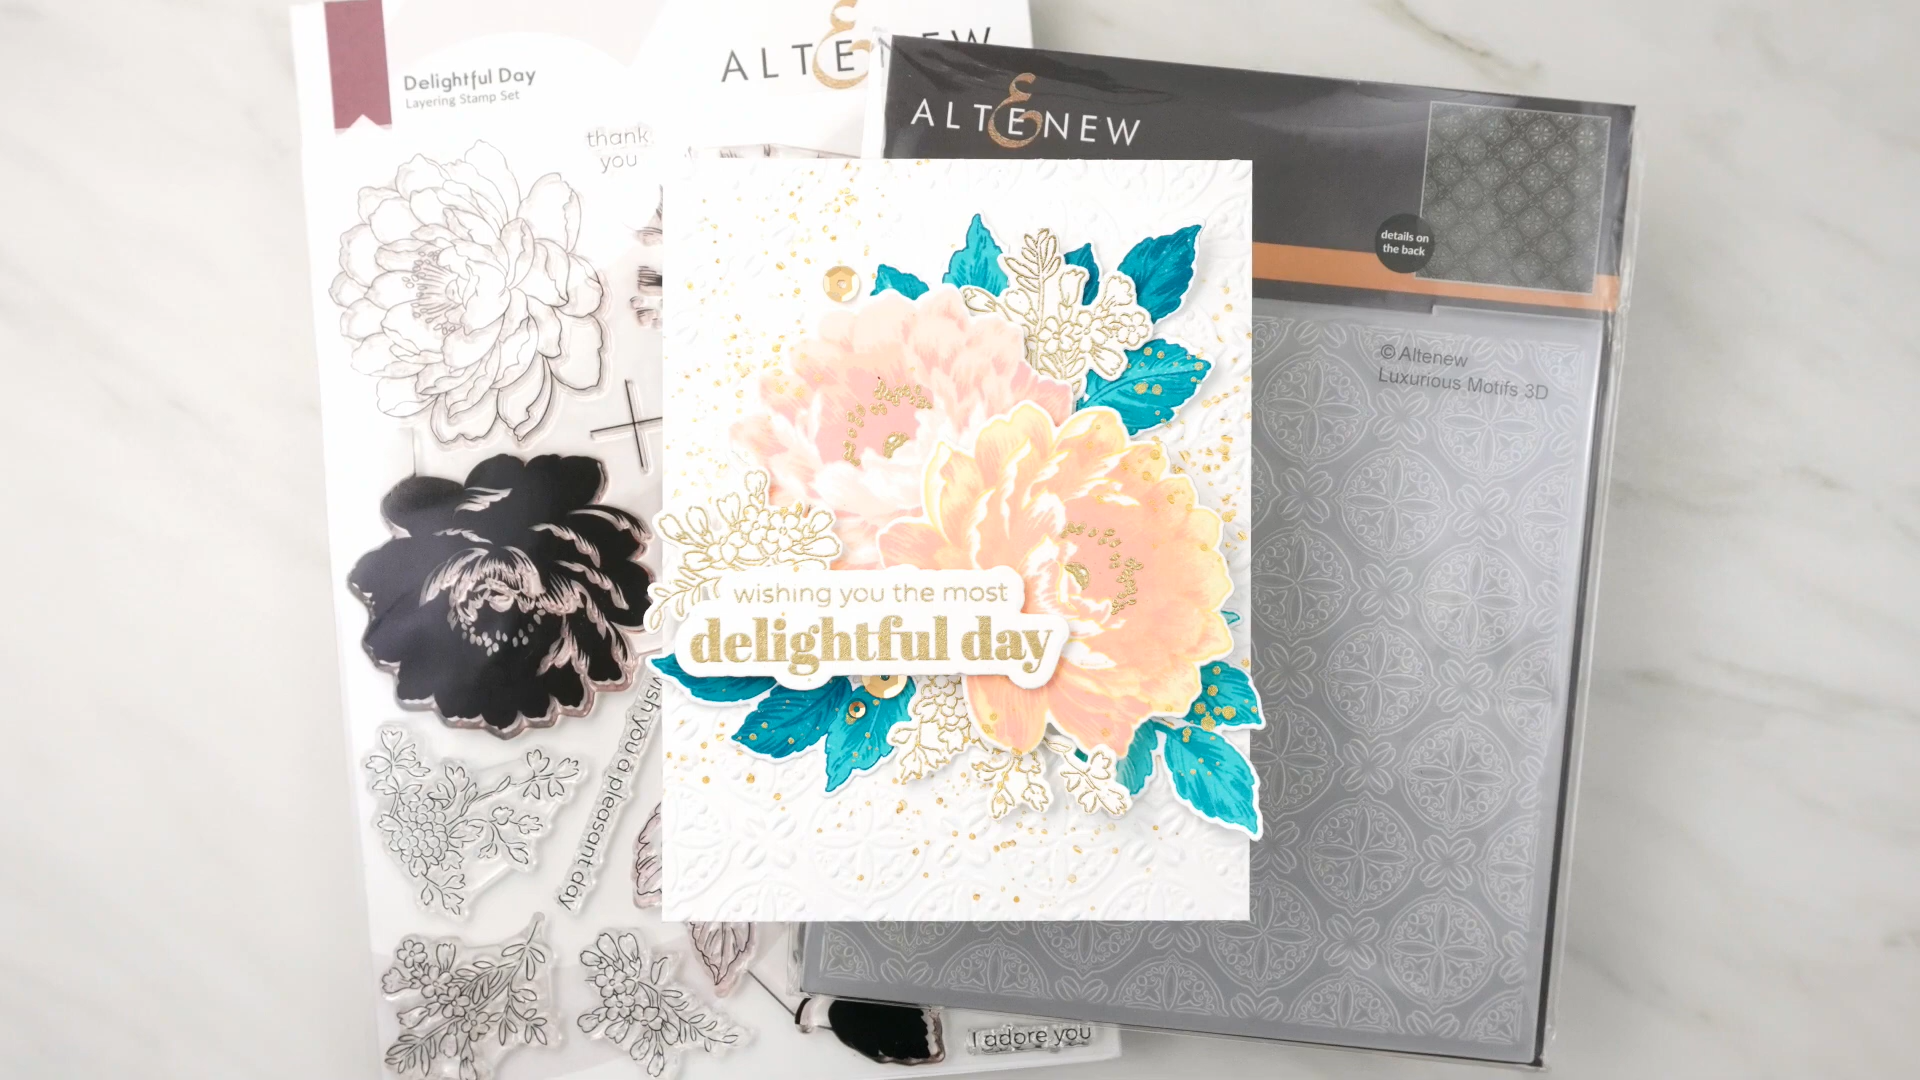 Delightful Day
Layering Stamp Set
ALTENEW
thank
you
wish you a pleasant day
I adore you
ALTENEW
details on
the back
© Altenew
Luxurious Motifs 3D
wishing you the most
delightful day